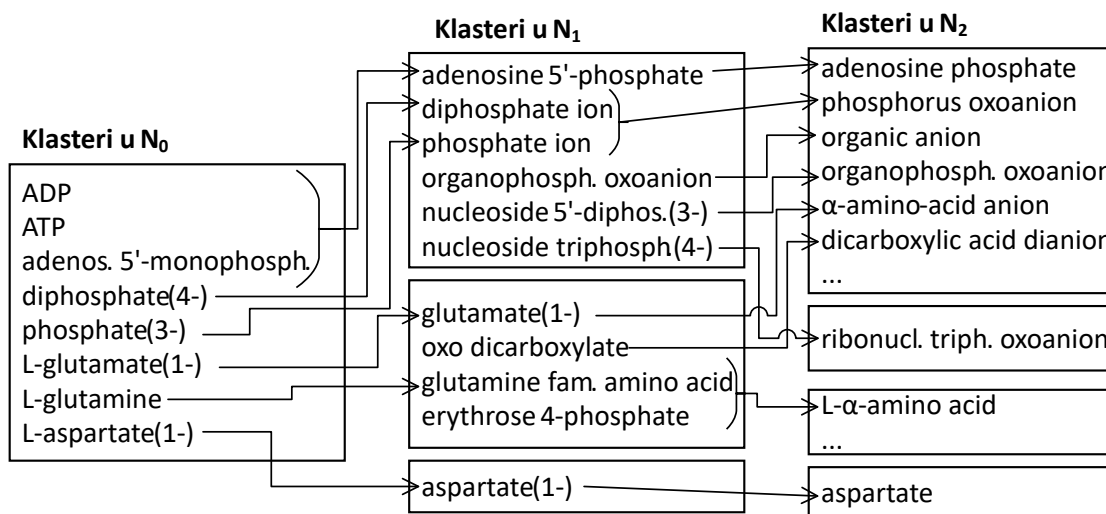 Klasteri u N₀
ADP
ATP
adenos. 5'-monophosph.
diphosphate(4-)
phosphate(3-)
L-glutamate(1-)
L-glutamine
L-aspartate(1-)
Klasteri u N₁
adenosine 5'-phosphate
diphosphate ion
phosphate ion
organophosph. oxoanion
nucleoside 5'-diphos.(3-)
nucleoside triphosph.(4-)
glutamate(1-)
oxo dicarboxylate
glutamine fam. amino acid
erythrose 4-phosphate
aspartate(1-)
Klasteri u N₂
adenosine phosphate
phosphorus oxoanion
organic anion
organophosph. oxoanion
α-amino-acid anion
dicarboxylic acid dianion
...
ribonucl. triph. oxoanion
L-α-amino acid
...
aspartate